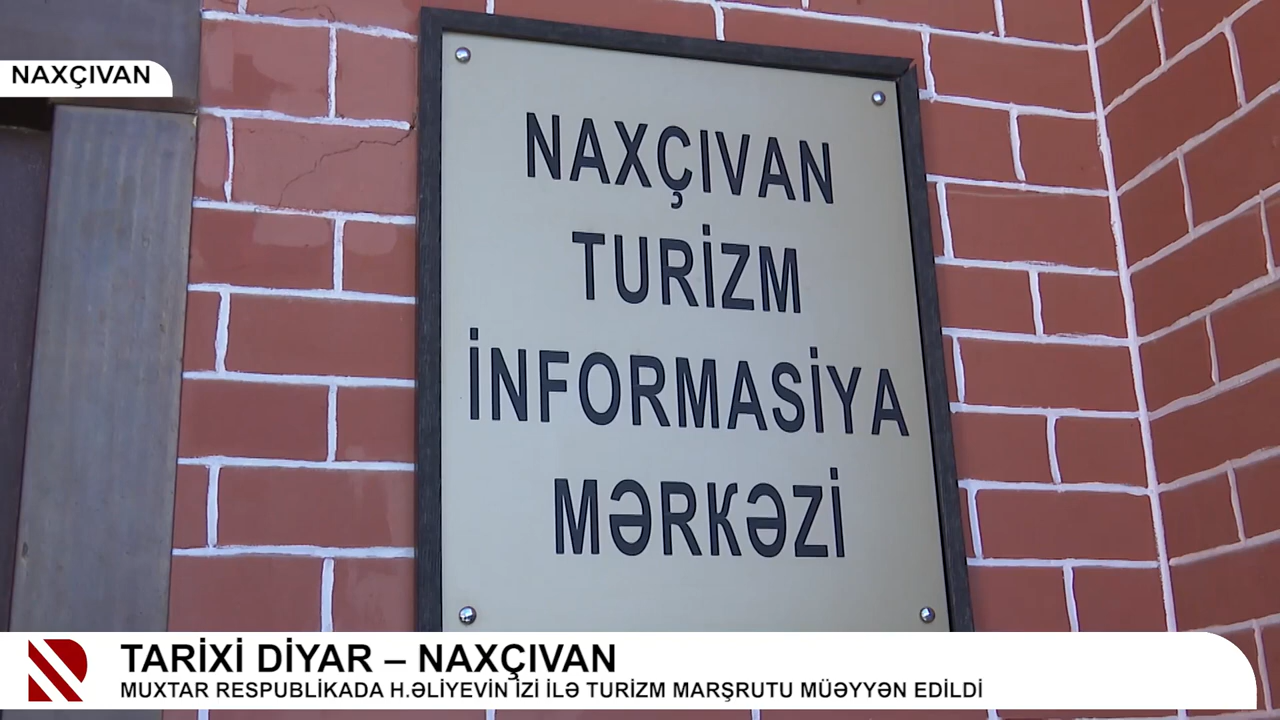 NAXÇIVAN
NAXÇIVAN
TURİZM
İNFORMASİYA
MƏRKƏZİ
TARİXİ DİYAR – NAXÇIVAN
MUXTAR RESPUBLİKADA H.ƏLİYEVİN İZİ İLƏ TURİZM MARŞRUTU MÜƏYYƏN EDİLDİ